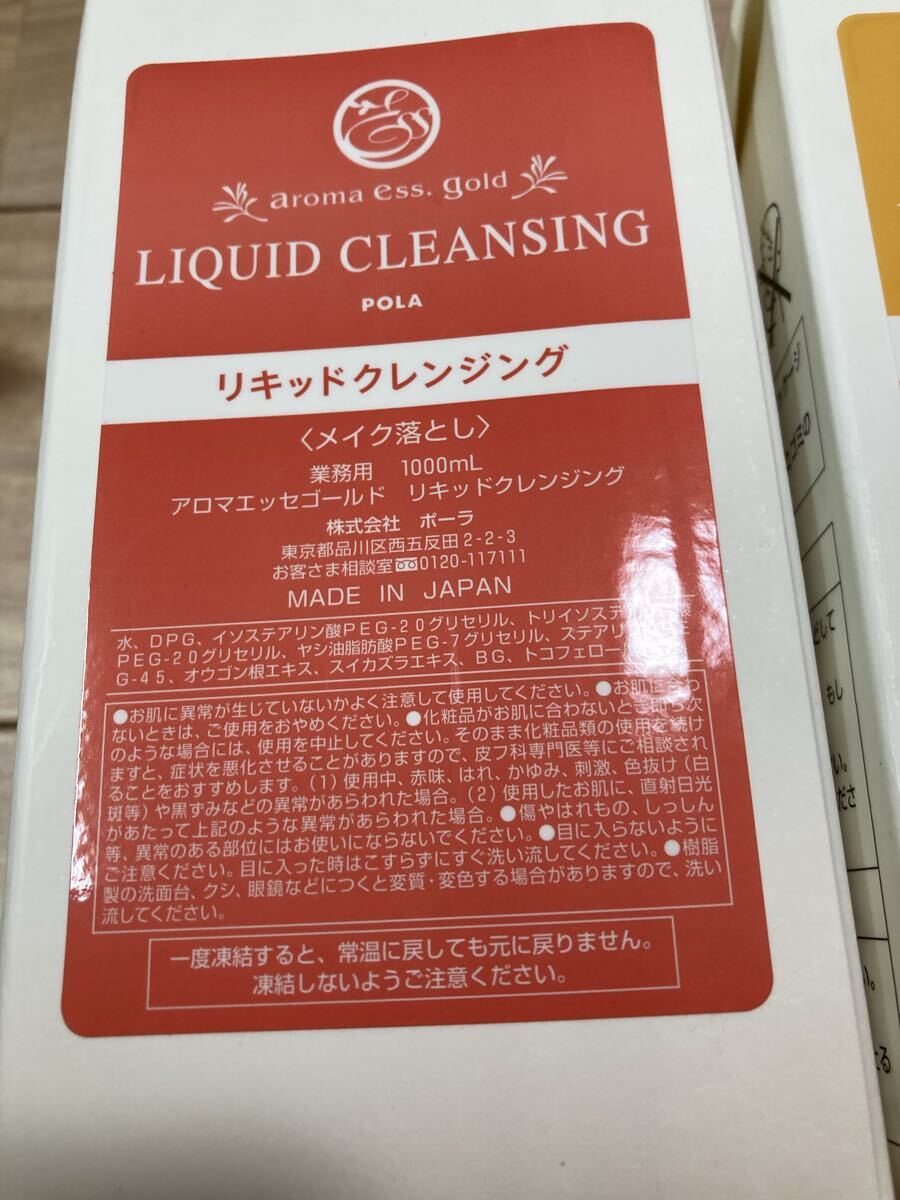 Ess
aroma ess. gold
LIQUID CLEANSING
POLA
リキッドクレンジング
〈メイク落とし〉
業務用 1000mL
アロマエッセゴールド リキッドクレンジング
株式会社 ポーラ
東京都品川区西五反田2-2-3
お客さま相談室 0120-117111
MADE IN JAPAN
水、DPG、イソステアリン酸PEG-20グリセリル、トリイソステアリン酸
PEG-20グリセリル、ヤシ油脂肪酸PEG-7グリセリル、ステアリ
G-45、オウゴン根エキス、スイカズラエキス、BG、トコフェロー
●お肌に異常が生じていないかよく注意して使用してください。●お肌に合わ
ないときは、ご使用をおやめください。●化粧品がお肌に合わないとき即ち次
のような場合には、使用を中止してください。そのまま化粧品類の使用を続け
ますと、症状を悪化させることがありますので、皮フ科専門医等にご相談され
ることをおすすめします。(1)使用中、赤味、はれ、かゆみ、刺激、色抜け(白
斑等)や黒ずみなどの異常があらわれた場合。(2)使用したお肌に、直射日光
があたって上記のような異常があらわれた場合。●傷やはれもの、しっしん
等、異常のある部位にはお使いにならないでください。●目に入らないように
ご注意ください。目に入った時はこすらずにすぐ洗い流してください。●樹脂
製の洗面台、クシ、眼鏡などにつくと変質・変色する場合がありますので、洗い
流してください。
一度凍結すると、常温に戻しても元に戻りません。
凍結しないようご注意ください。
ケージ
ゴミの
として
もし
い。
ださ
い。
たる